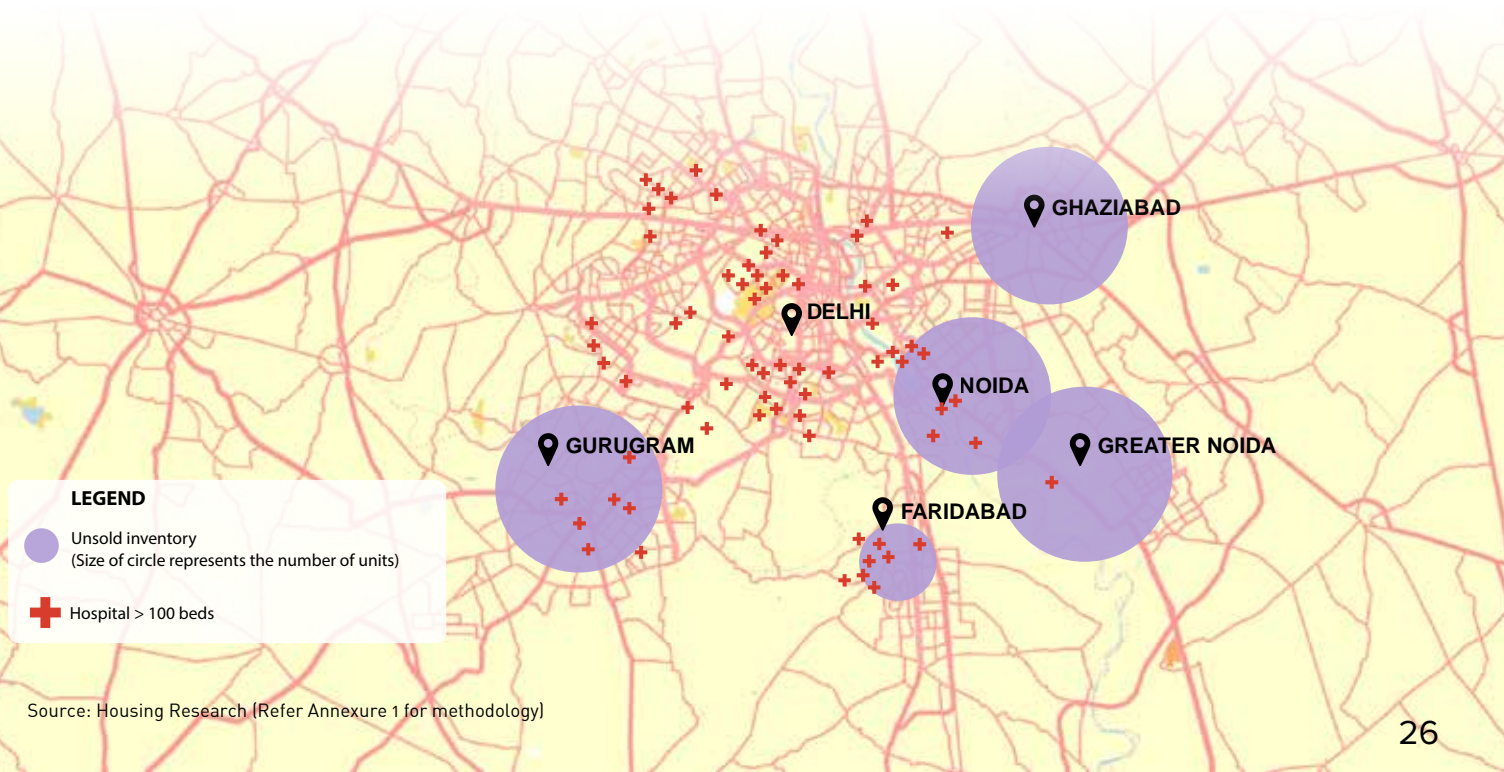 GHAZIABAD
DELHI
NOIDA
GURUGRAM
GREATER NOIDA
FARIDABAD
LEGEND
Unsold inventory
(Size of circle represents the number of units)
Hospital > 100 beds
Source: Housing Research (Refer Annexure 1 for methodology)
26